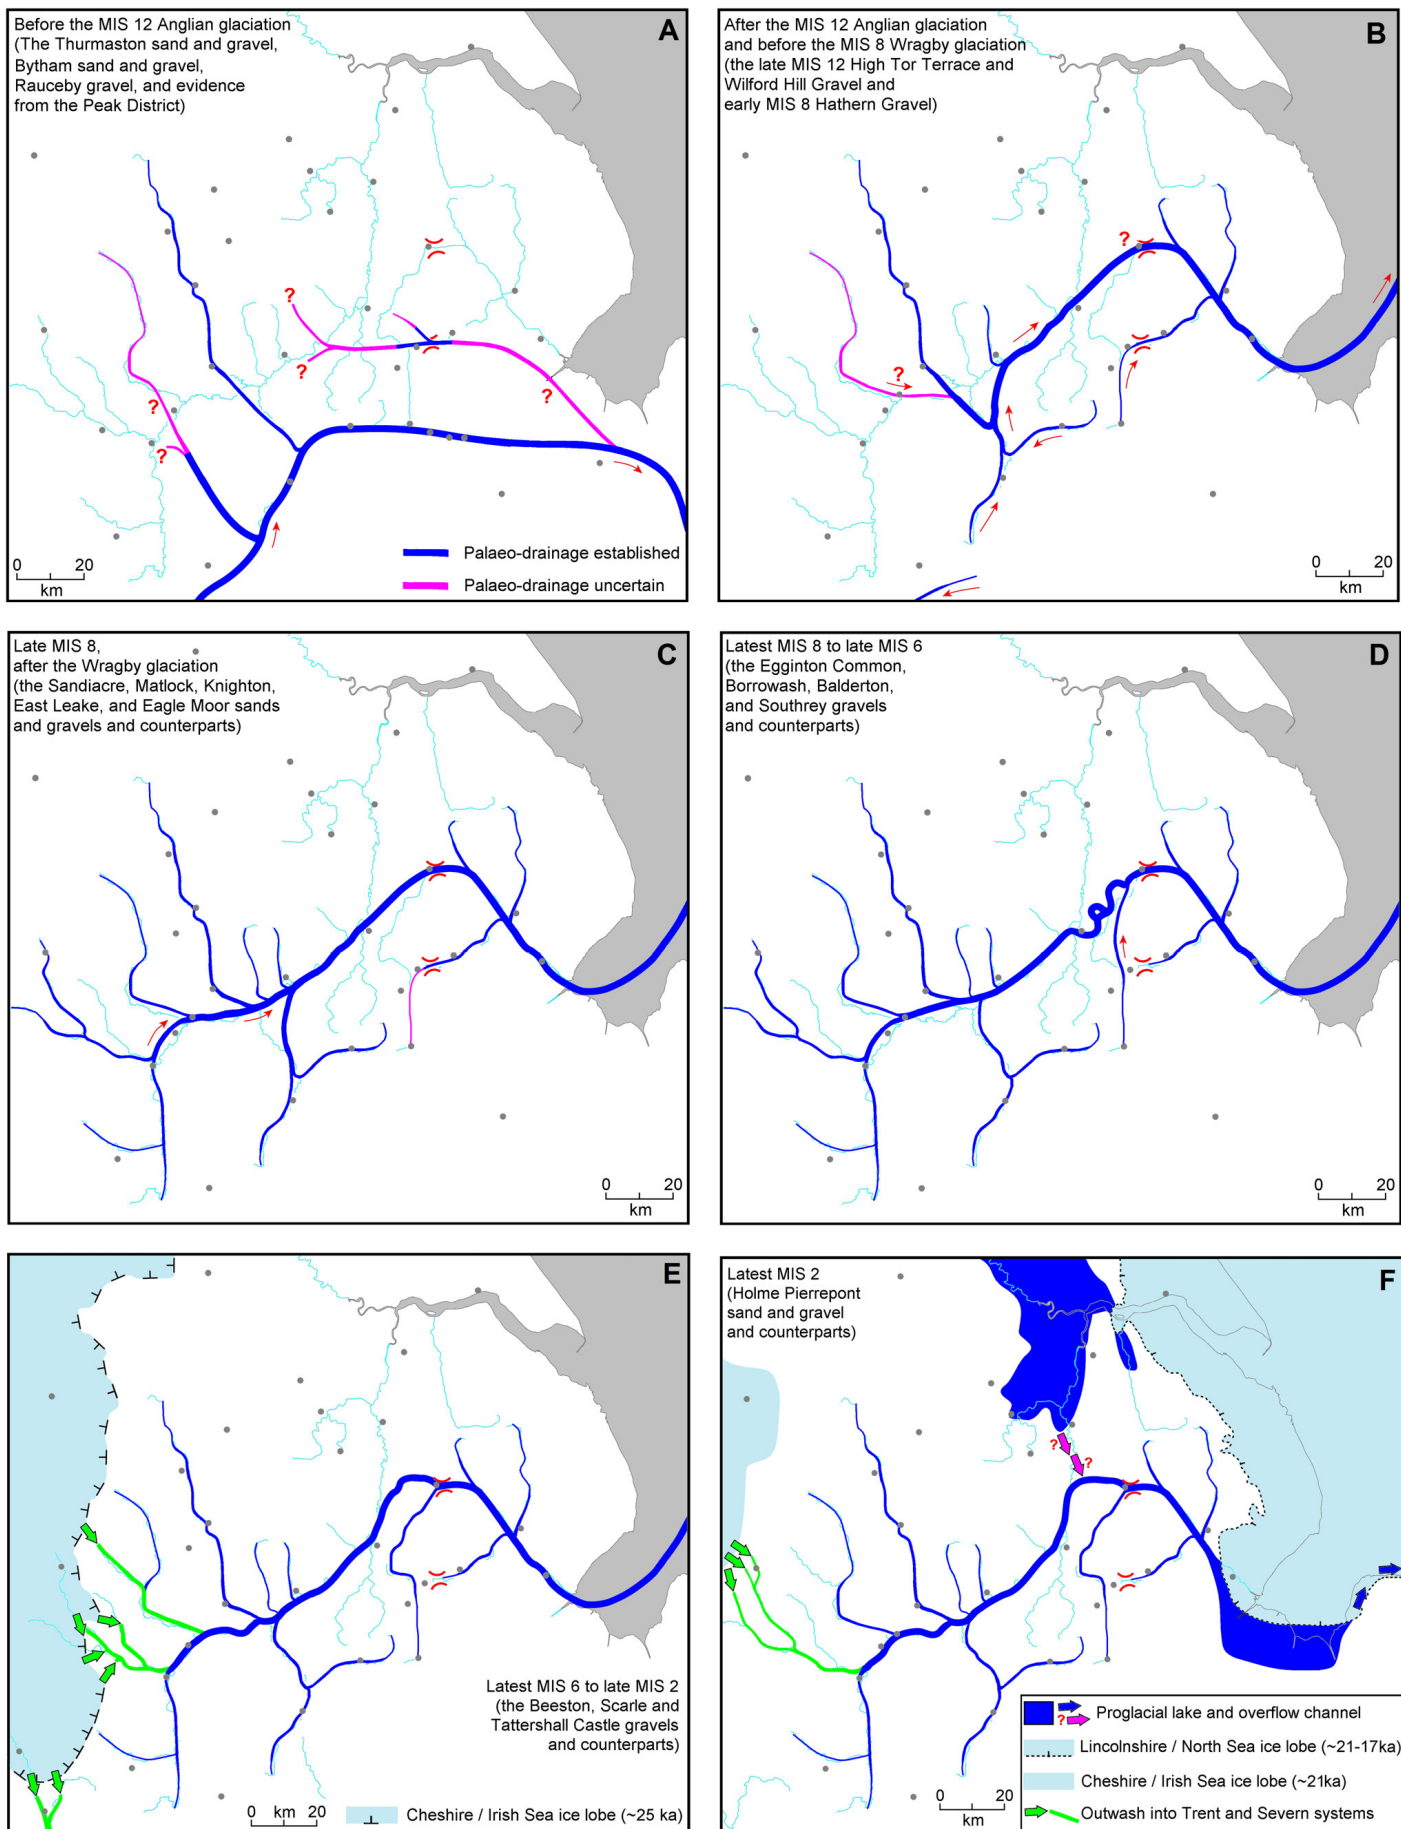 Before the MIS 12 Anglian glaciation
(The Thurmaston sand and gravel,
Bytham sand and gravel,
Rauceby gravel, and evidence
from the Peak District)
A
?
?
?
?
?
0 20
km
Palaeo-drainage established
Palaeo-drainage uncertain
After the MIS 12 Anglian glaciation
and before the MIS 8 Wragby glaciation
(the late MIS 12 High Tor Terrace and
Wilford Hill Gravel and
early MIS 8 Hathern Gravel)
B
?
?
0 20
km
Late MIS 8,
after the Wragby glaciation
(the Sandiacre, Matlock, Knighton,
East Leake, and Eagle Moor sands
and gravels and counterparts)
C
0 20
km
Latest MIS 8 to late MIS 6
(the Egginton Common,
Borrowash, Balderton,
and Southrey gravels
and counterparts)
D
0 20
km
E
Latest MIS 6 to late MIS 2
(the Beeston, Scarle and
Tattershall Castle gravels
and counterparts)
0 km 20
Cheshire / Irish Sea ice lobe (~25 ka)
Latest MIS 2
(Holme Pierrepont
sand and gravel
and counterparts)
F
?
?
0 20
km
?
Proglacial lake and overflow channel
Lincolnshire / North Sea ice lobe (~21-17ka)
Cheshire / Irish Sea ice lobe (~21ka)
Outwash into Trent and Severn systems